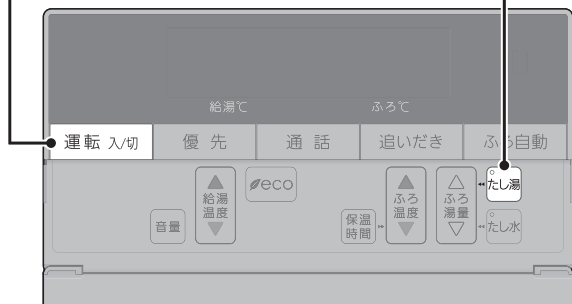 給湯℃ ふろ℃
運転 入/切 優先 通話 追いだき ふろ自動
給湯温度 eco ふろ温度 ふろ湯量 たし湯
音量 保温時間 たし水